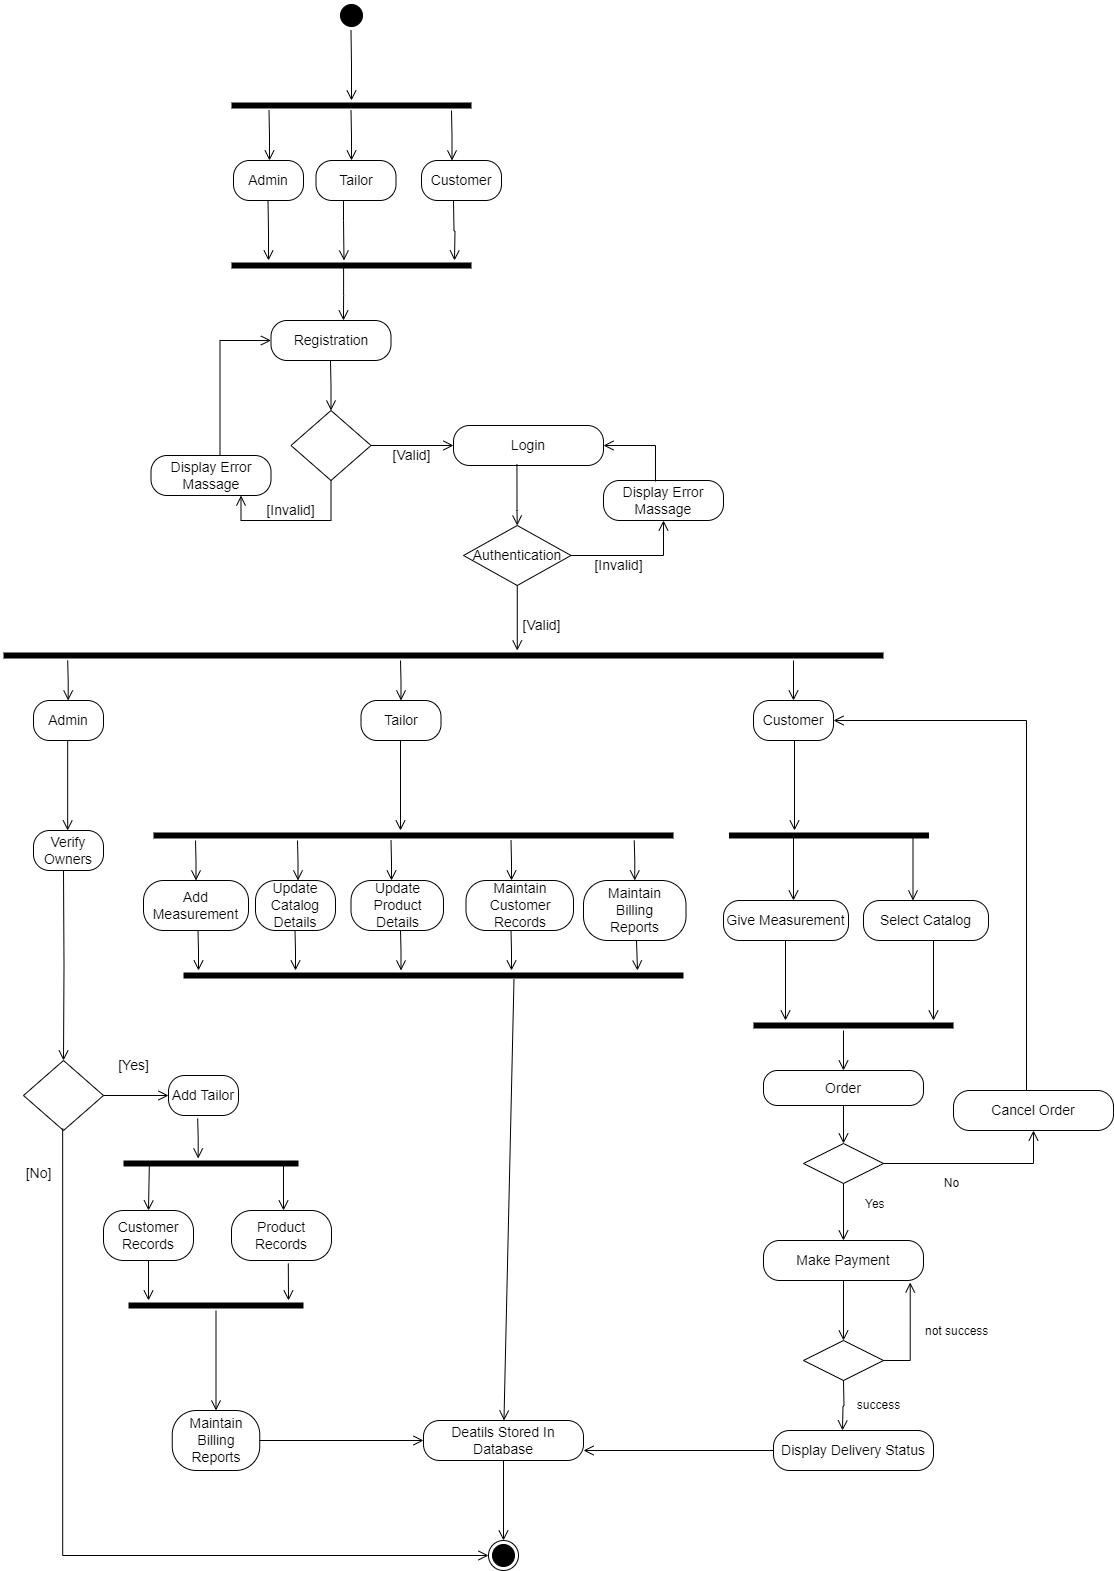 Admin
Tailor
Customer
Registration
[Valid]
Login
Display Error
Massage
[Invalid]
Display Error
Massage
Authentication
[Invalid]
[Valid]
Admin
Tailor
Customer
Verify
Owners
Add
Measurement
Update
Catalog
Details
Update
Product
Details
Maintain
Customer
Records
Maintain
Billing
Reports
Give Measurement
Select Catalog
[Yes]
Add Tailor
Order
Cancel Order
[No]
No
Yes
Customer
Records
Product
Records
Make Payment
not success
success
Maintain
Billing
Reports
Deatils Stored In
Database
Display Delivery Status